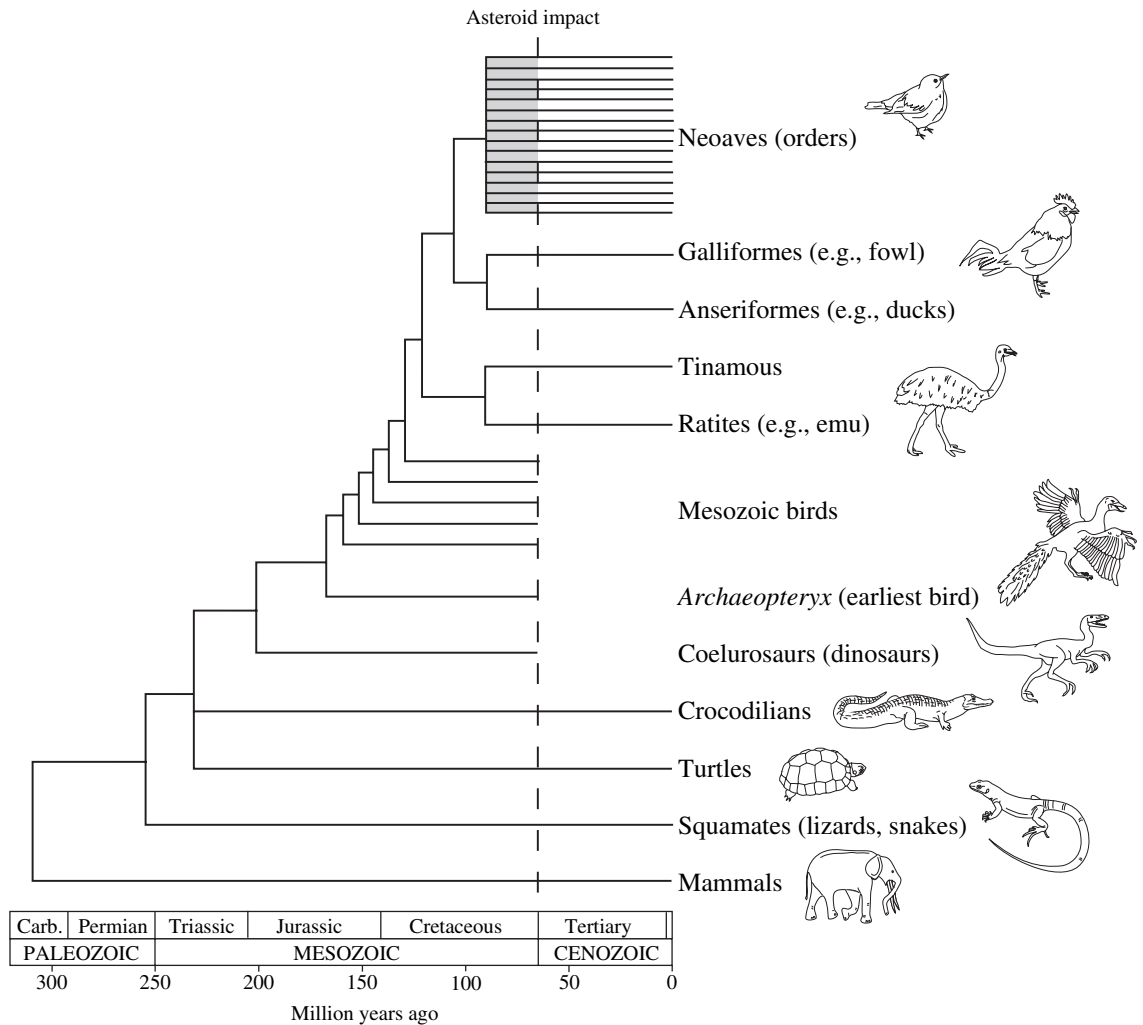 Asteroid impact
Neoaves (orders)
Galliformes (e.g., fowl)
Anseriformes (e.g., ducks)
Tinamous
Ratites (e.g., emu)
Mesozoic birds
Archaeopteryx (earliest bird)
Coelurosaurs (dinosaurs)
Crocodilians
Turtles
Squamates (lizards, snakes)
Mammals
Carb. Permian Triassic Jurassic Cretaceous Tertiary
PALEOZOIC MESOZOIC CENOZOIC
300 250 200 150 100 50 0
Million years ago